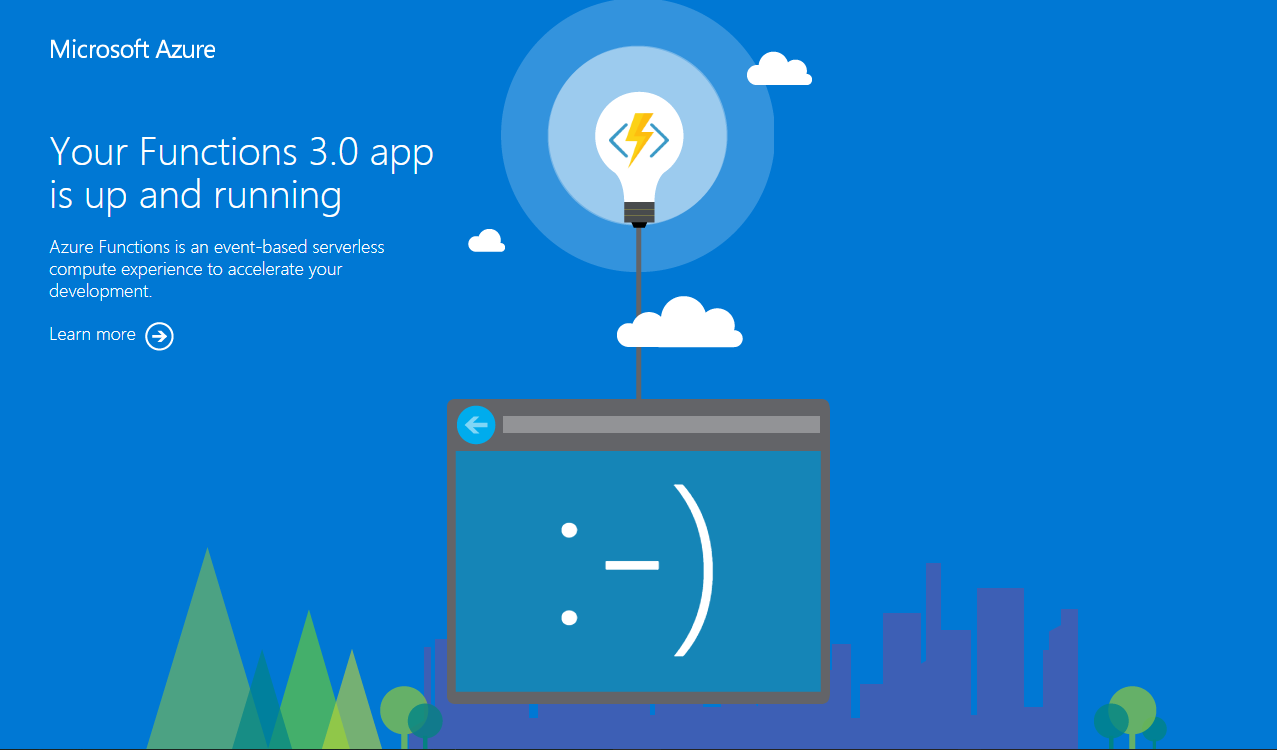 Microsoft Azure
Your Functions 3.0 app
is up and running
Azure Functions is an event-based serverless
compute experience to accelerate your
development.
Learn more
:-)